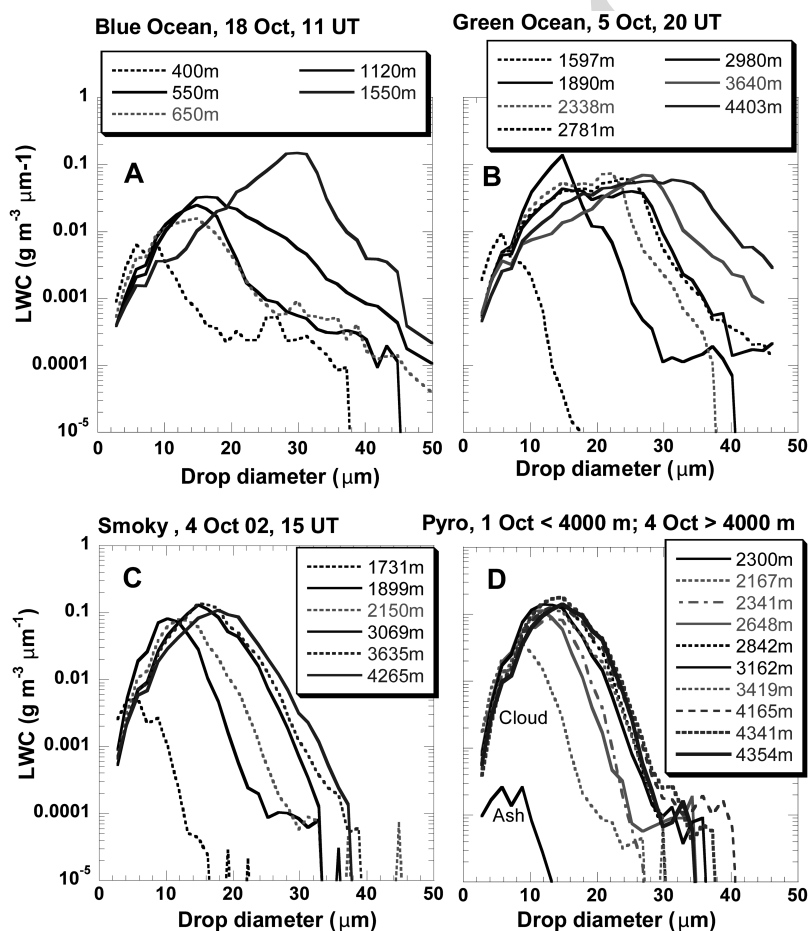 Blue Ocean, 18 Oct, 11 UT
400m 1120m
550m 1550m
650m
1
0.1
0.01
0.001
0.0001
10-5
A
LWC (g m-3 μm-1)
0 10 20 30 40 50
Drop diameter (μm)
Green Ocean, 5 Oct, 20 UT
1597m 2980m
1890m 3640m
2338m 4403m
2781m
B
0 10 20 30 40 50
Drop diameter (μm)
Smoky , 4 Oct 02, 15 UT
1731m
1899m
2150m
3069m
3635m
4265m
1
0.1
0.01
0.001
0.0001
10-5
C
LWC (g m-3 μm-1)
0 10 20 30 40 50
Drop diameter (μm)
Pyro, 1 Oct < 4000 m; 4 Oct > 4000 m
2300m
2167m
2341m
2648m
2842m
3162m
3419m
4165m
4341m
4354m
D
Cloud
Ash
0 10 20 30 40 50
Drop diameter (μm)